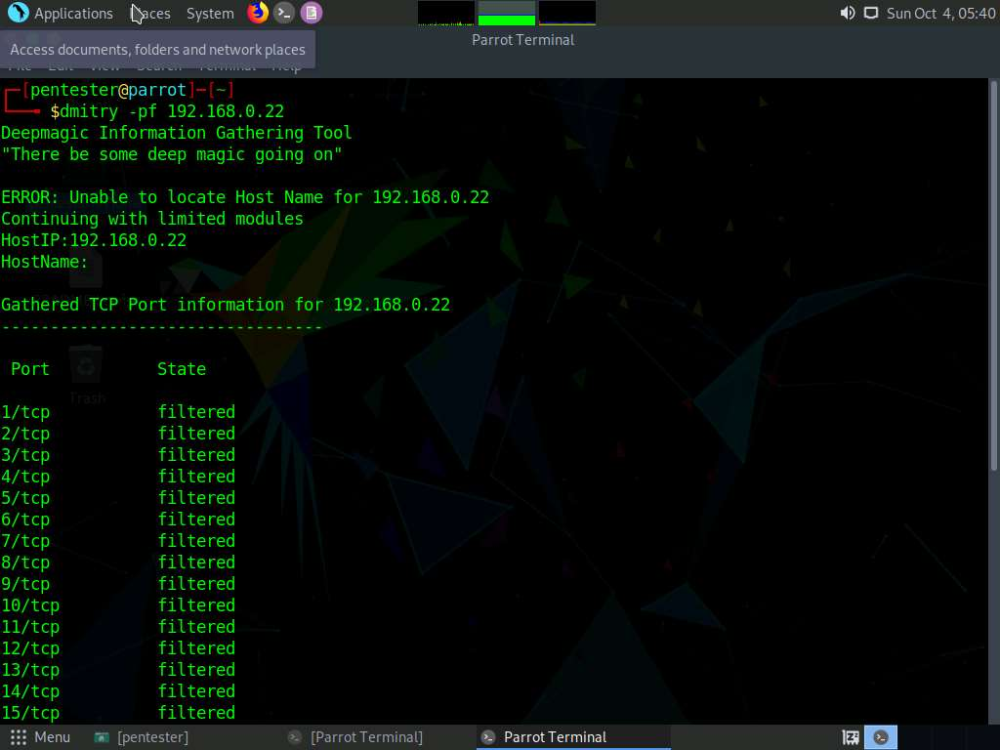 Applications Places System Sun Oct 4, 05:40
Parrot Terminal
Access documents, folders and network places
File Edit View Search Terminal Help
┌─[pentester@parrot]─[~]
└──╼ $dmitry -pf 192.168.0.22
Deepmagic Information Gathering Tool
"There be some deep magic going on"
ERROR: Unable to locate Host Name for 192.168.0.22
Continuing with limited modules
HostIP:192.168.0.22
HostName:
Gathered TCP Port information for 192.168.0.22
---------------------------------
Port State
Trash
1/tcp filtered
2/tcp filtered
3/tcp filtered
4/tcp filtered
5/tcp filtered
6/tcp filtered
7/tcp filtered
8/tcp filtered
9/tcp filtered
10/tcp filtered
11/tcp filtered
12/tcp filtered
13/tcp filtered
14/tcp filtered
15/tcp filtered
Menu [pentester] [Parrot Terminal] Parrot Terminal